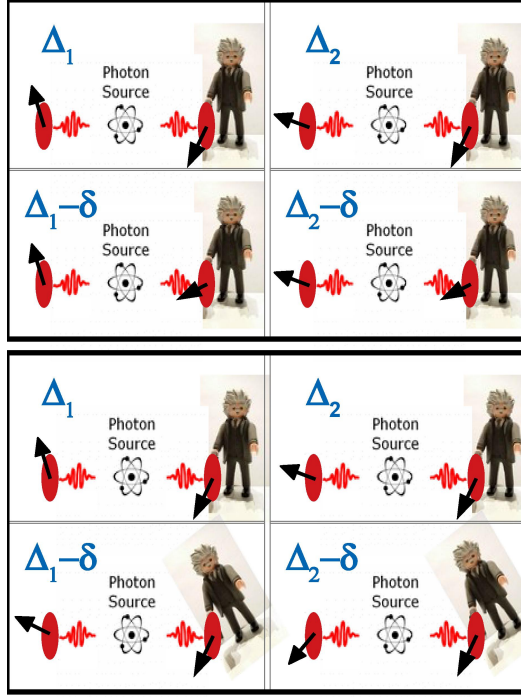 Δ₁
Photon
Source
Δ₂
Photon
Source
Δ₁−δ
Photon
Source
Δ₂−δ
Photon
Source
Δ₁
Photon
Source
Δ₂
Photon
Source
Δ₁−δ
Photon
Source
Δ₂−δ
Photon
Source